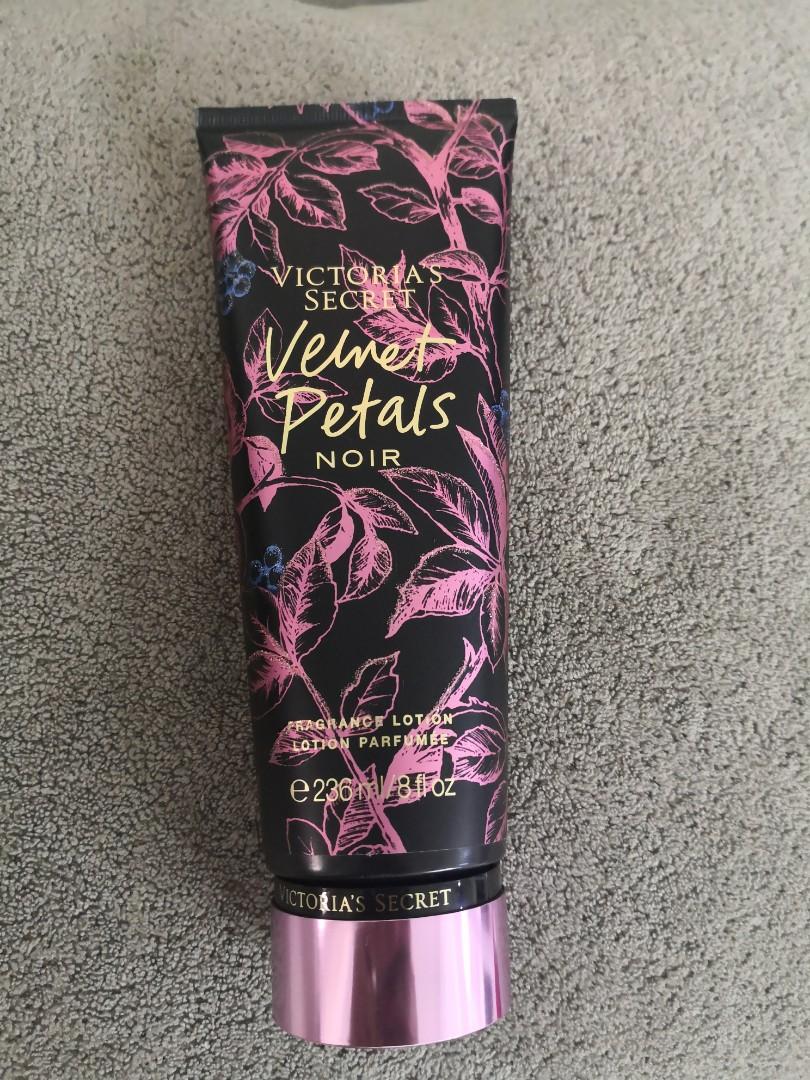 VICTORIA'S
SECRET
Velvet
Petals
NOIR
FRAGRANCE LOTION
LOTION PARFUMÉE
℮236 ml/8 fl oz
VICTORIA'S SECRET